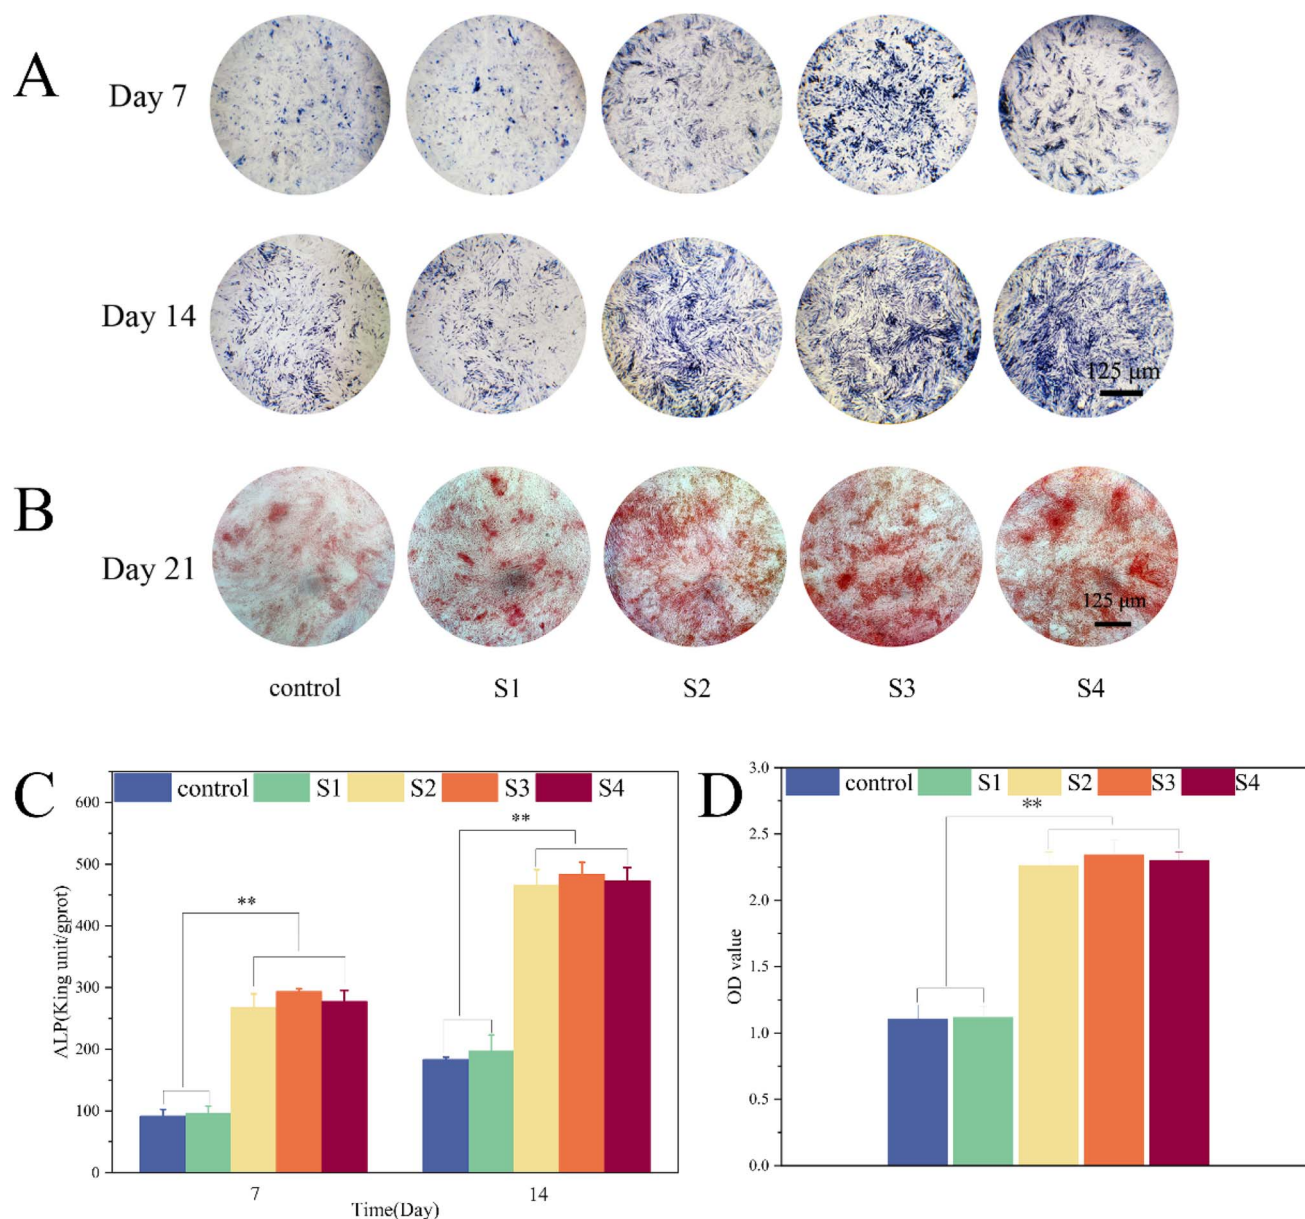 A
Day 7
Day 14
125 μm
B
Day 21
125 μm
control S1 S2 S3 S4
C
control S1 S2 S3 S4
600
500
400
300
200
100
0
**
**
ALP(King unit/gprot)
7 14
Time(Day)
D
control S1 S2 S3 S4
3.0
2.5
2.0
1.5
1.0
0.5
0.0
**
OD value